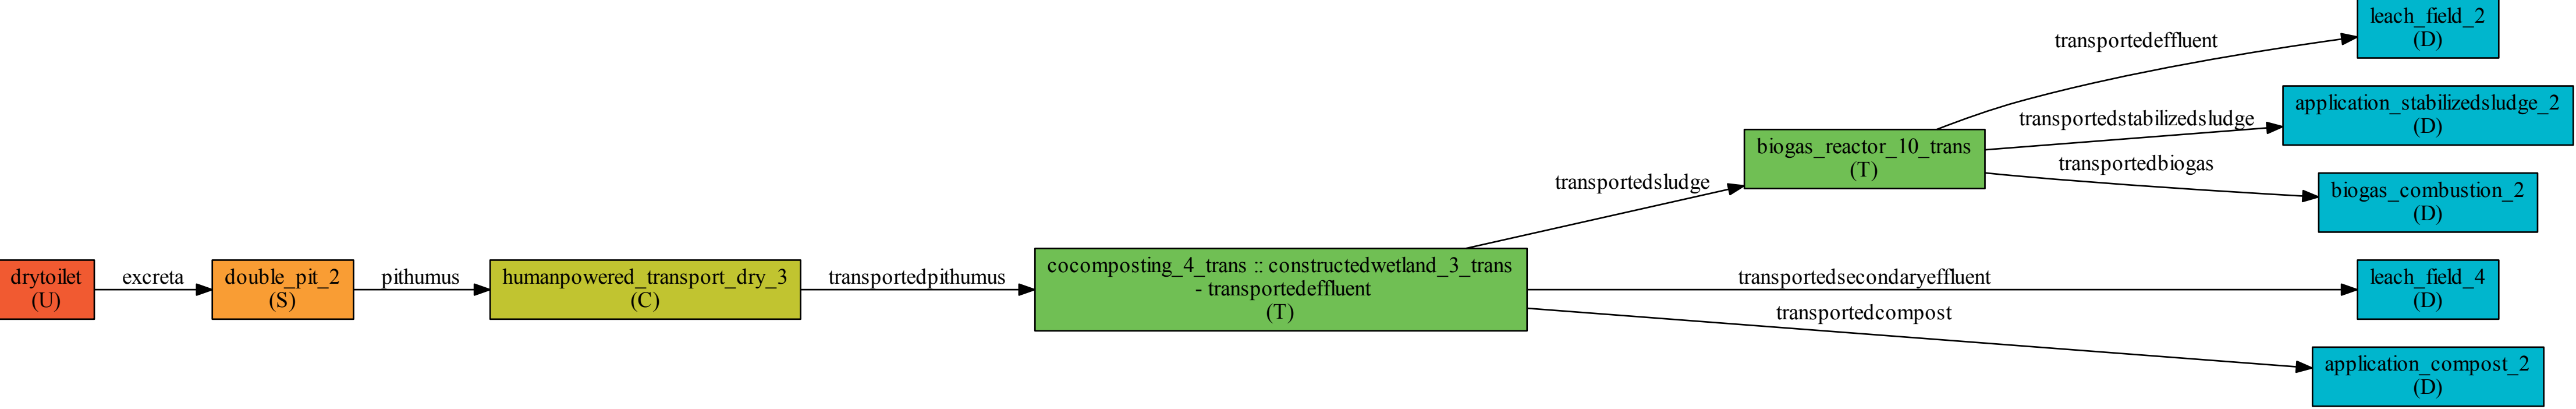 drytoilet
(U)
excreta
double_pit_2
(S)
pithumus
humanpowered_transport_dry_3
(C)
transportedpithumus
cocomposting_4_trans :: constructedwetland_3_trans
- transportedeffluent
(T)
transportedsludge
biogas_reactor_10_trans
(T)
transportedeffluent
leach_field_2
(D)
transportedstabilizedsludge
application_stabilizedsludge_2
(D)
transportedbiogas
biogas_combustion_2
(D)
transportedsecondaryeffluent
leach_field_4
(D)
transportedcompost
application_compost_2
(D)